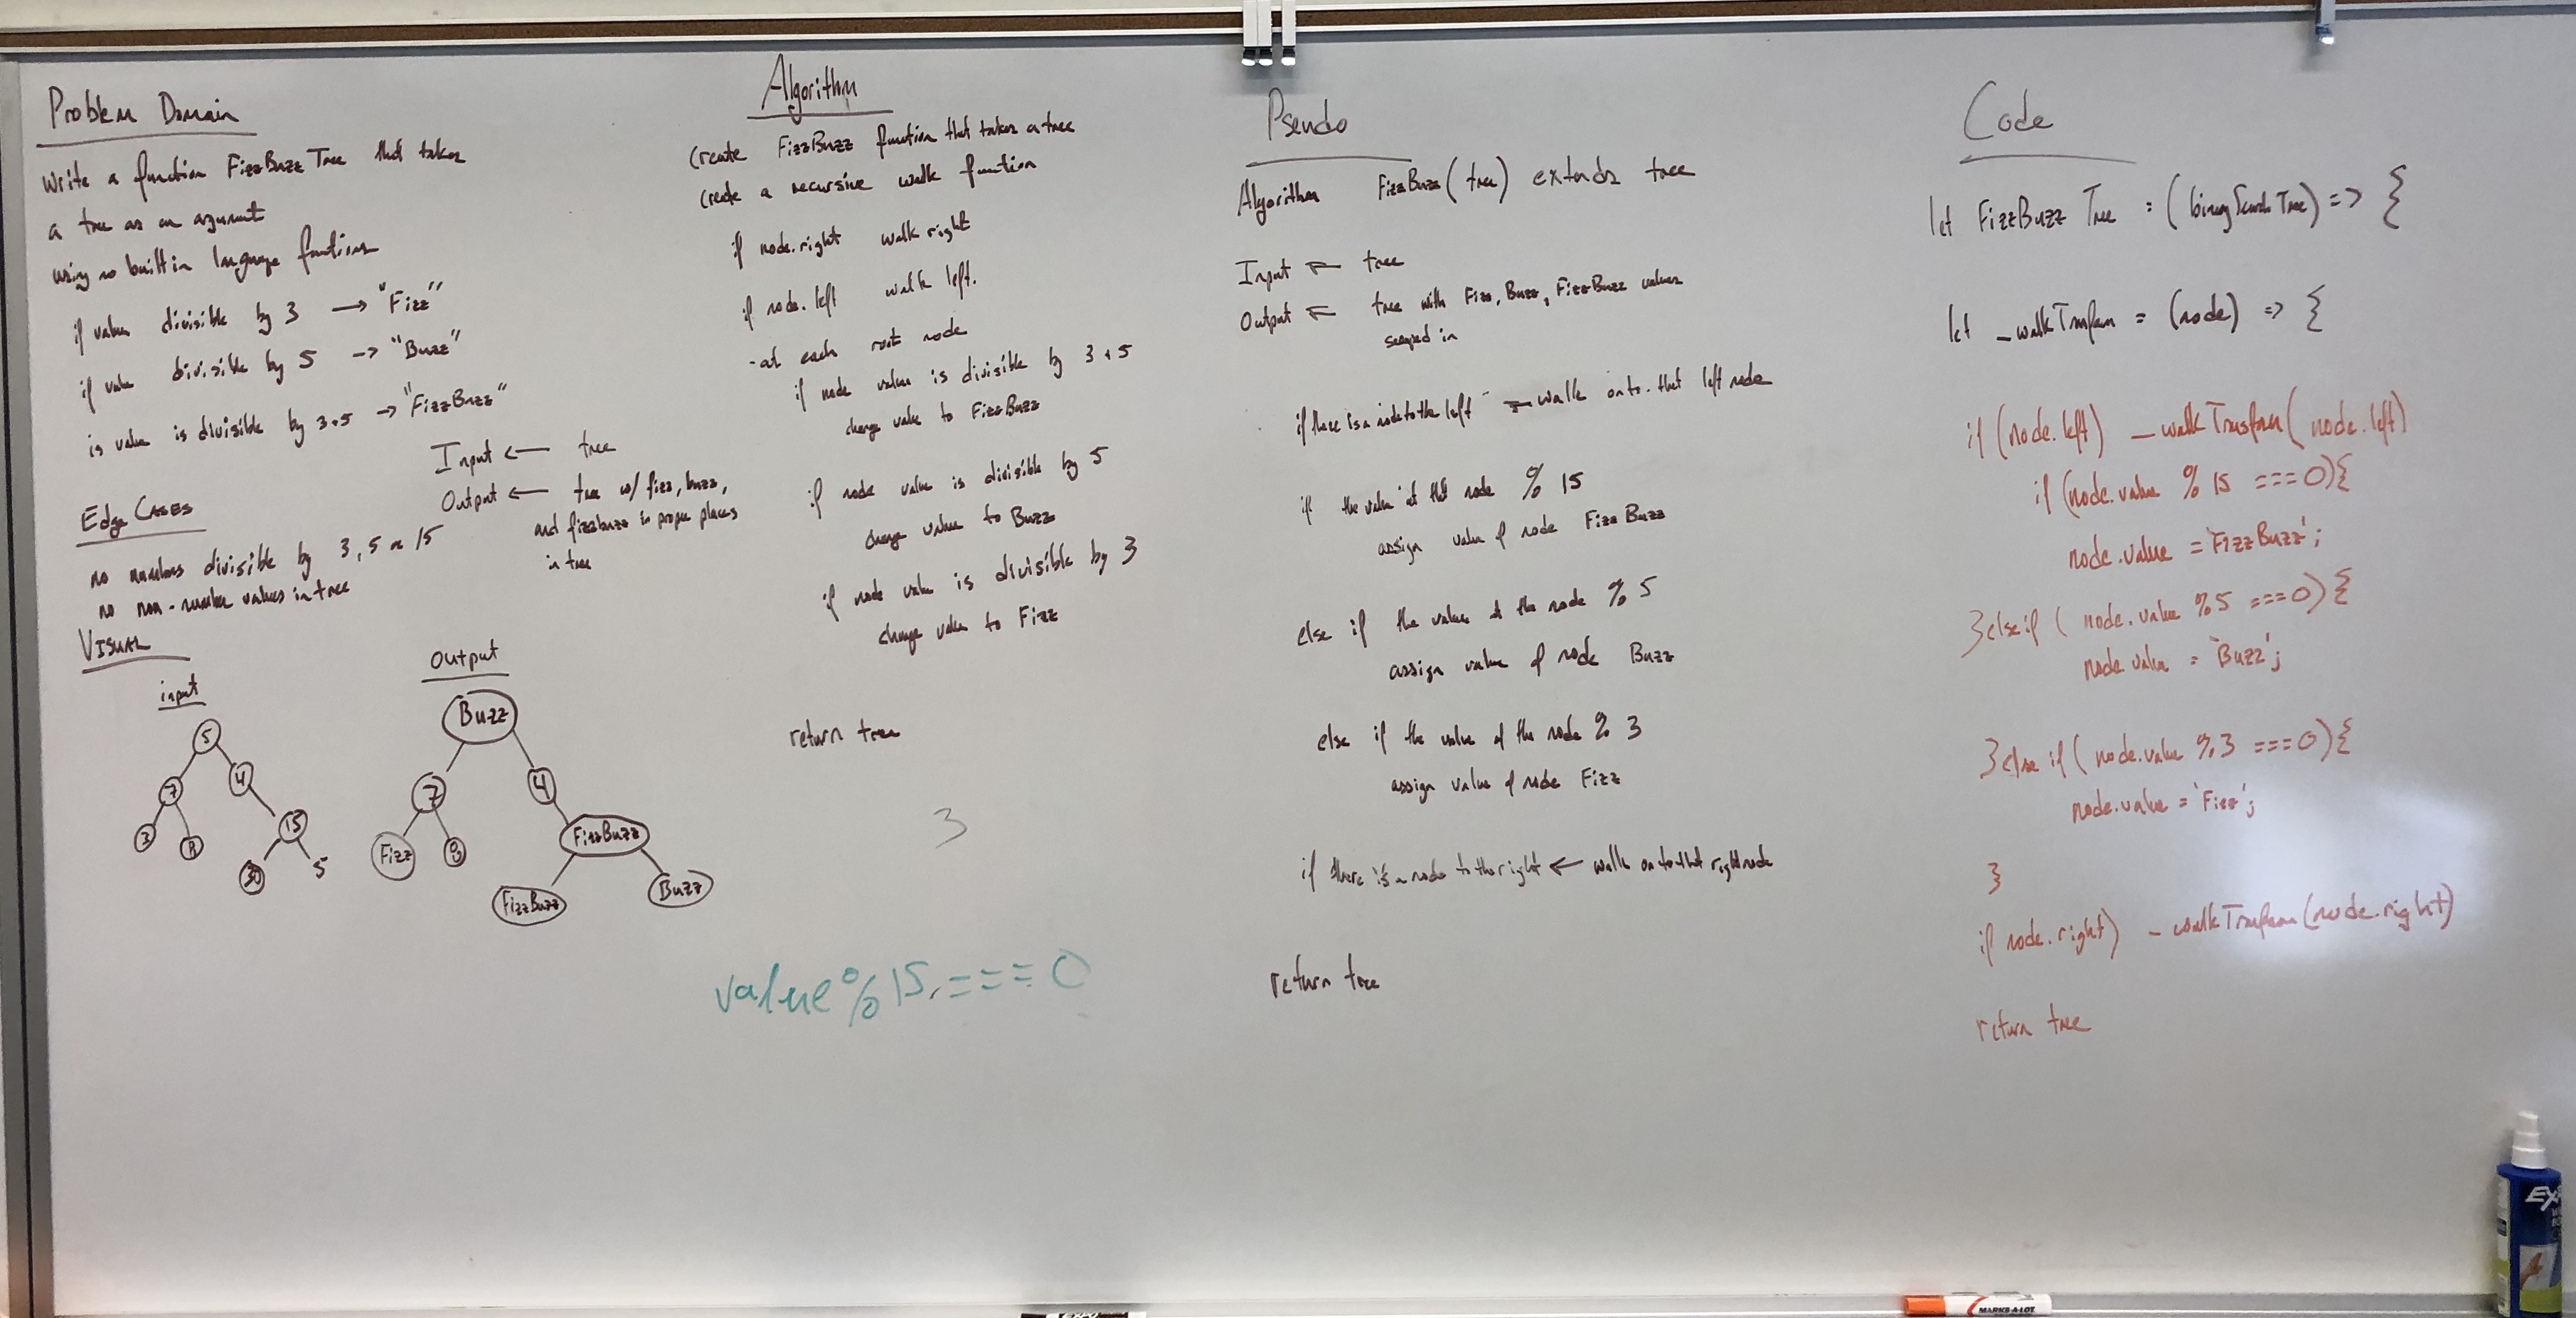 Problem Domain
Write a function FizzBuzz Tree that takes
a tree as an argument
using no built in language functions
if value divisible by 3 → "Fizz"
if value divisible by 5 → "Buzz"
is value is divisible by 3+5 → "FizzBuzz"
Input ← tree
Output ← tree w/ fizz, buzz,
and fizzbuzz in proper places
in tree
Edge Cases
no numbers divisible by 3, 5 or 15
no non-number values in tree
Visual
input
5
7 4
3 8 15
30 5
output
Buzz
7 4
Fizz 8 FizzBuzz
FizzBuzz Buzz
Algorithm
Create FizzBuzz function that takes a tree
create a recursive walk function
if node.right walk right
if node.left walk left.
-at each root node
if node value is divisible by 3 + 5
change value to FizzBuzz
if node value is divisible by 5
change value to Buzz
if node value is divisible by 3
change value to Fizz
return tree
3
value % 15 === 0
Pseudo
Algorithm FizzBuzz(tree) extends tree
Input ← tree
Output ← tree with Fizz, Buzz, FizzBuzz values
swapped in
if there is a node to the left ← walk onto that left node
if the value at that node % 15
assign value of node FizzBuzz
else if the value at the node % 5
assign value of node Buzz
else if the value of the node % 3
assign value of node Fizz
if there is a node to the right ← walk on to that right node
return tree
Code
let FizzBuzz Tree = (binarySearchTree) => {
let _walkTransform = (node) => {
if (node.left) _walkTransform(node.left)
if (node.value % 15 === 0){
node.value = 'FizzBuzz';
}else if ( node.value % 5 === 0){
node value = 'Buzz';
}else if ( node.value % 3 === 0){
node.value = 'Fizz';
}
if node.right) _walkTransform(node.right)
return tree
EXPO
MARKS-A-LOT